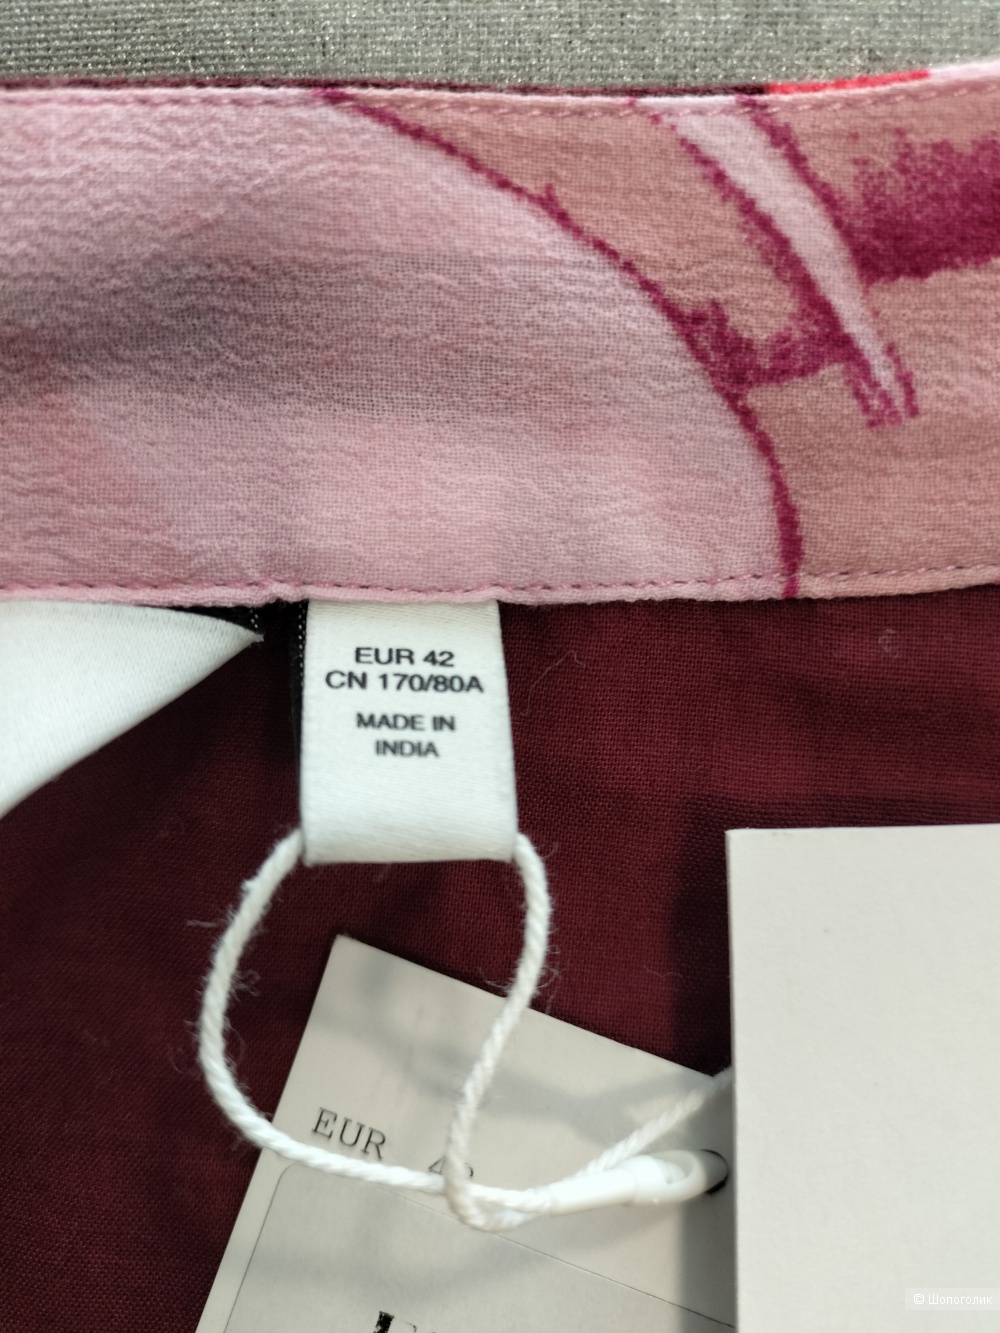 EUR 42
CN 170/80A
MADE IN
INDIA
EUR
© Шопоголик